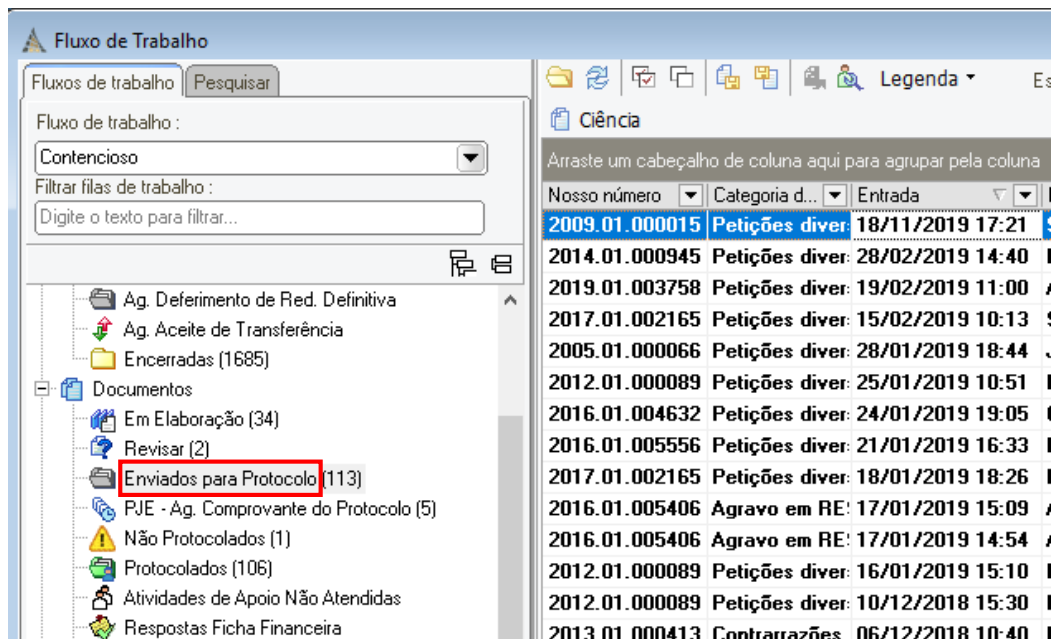 Fluxo de Trabalho
Fluxos de trabalho Pesquisar
Fluxo de trabalho :
Contencioso
Filtrar filas de trabalho :
Digite o texto para filtrar...
Ag. Deferimento de Red. Definitiva
Ag. Aceite de Transferência
Encerradas (1685)
Documentos
Em Elaboração (34)
Revisar (2)
Enviados para Protocolo (113)
PJE - Ag. Comprovante do Protocolo (5)
Não Protocolados (1)
Protocolados (106)
Atividades de Apoio Não Atendidas
Respostas Ficha Financeira
Legenda Es
Ciência
Arraste um cabeçalho de coluna aqui para agrupar pela coluna
Nosso número Categoria d... Entrada
2009.01.000015 Petições diver 18/11/2019 17:21
2014.01.000945 Petições diver 28/02/2019 14:40
2019.01.003758 Petições diver 19/02/2019 11:00
2017.01.002165 Petições diver 15/02/2019 10:13
2005.01.000066 Petições diver 28/01/2019 18:44
2012.01.000089 Petições diver 25/01/2019 10:51
2016.01.004632 Petições diver 24/01/2019 19:05
2016.01.005556 Petições diver 21/01/2019 16:33
2017.01.002165 Petições diver 18/01/2019 18:26
2016.01.005406 Agravo em RE 17/01/2019 15:09
2016.01.005406 Agravo em RE 17/01/2019 14:54
2012.01.000089 Petições diver 16/01/2019 15:10
2012.01.000089 Petições diver 10/12/2018 15:30
2013.01.000413 Contrarrazões 06/12/2018 10:40